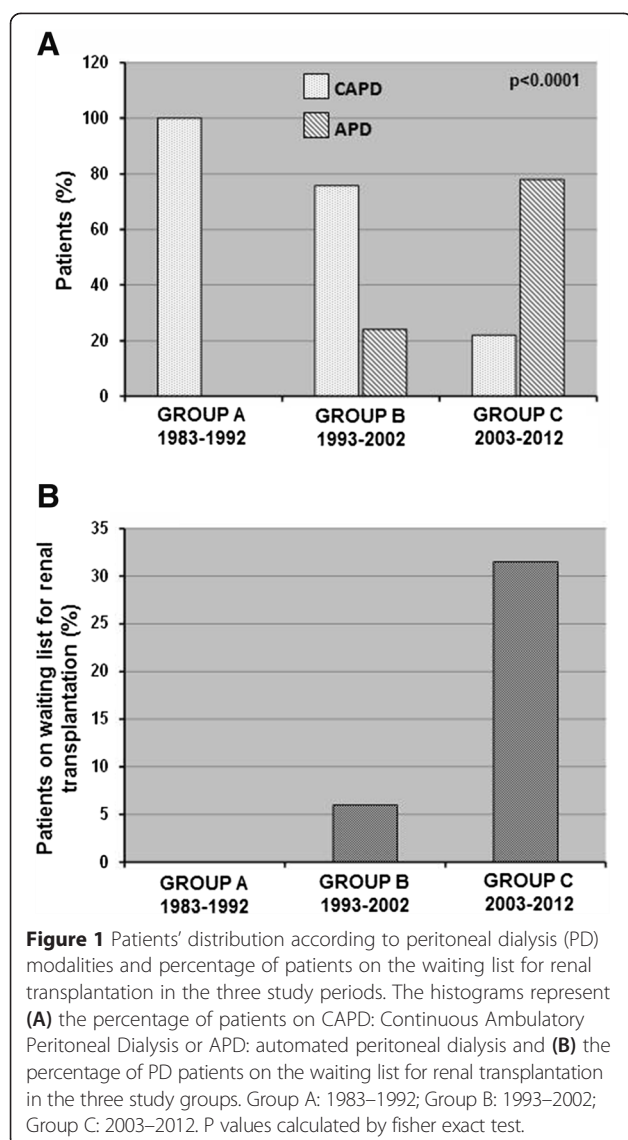 A
120
100
80
60
40
20
0
Patients (%)
CAPD
APD
p<0.0001
GROUP A
1983-1992
GROUP B
1993-2002
GROUP C
2003-2012
B
35
30
25
20
15
10
5
0
Patients on waiting list for renal
transplantation (%)
GROUP A
1983-1992
GROUP B
1993-2002
GROUP C
2003-2012
Figure 1 Patients' distribution according to peritoneal dialysis (PD)
modalities and percentage of patients on the waiting list for renal
transplantation in the three study periods. The histograms represent
(A) the percentage of patients on CAPD: Continuous Ambulatory
Peritoneal Dialysis or APD: automated peritoneal dialysis and (B) the
percentage of PD patients on the waiting list for renal transplantation
in the three study groups. Group A: 1983–1992; Group B: 1993–2002;
Group C: 2003–2012. P values calculated by fisher exact test.